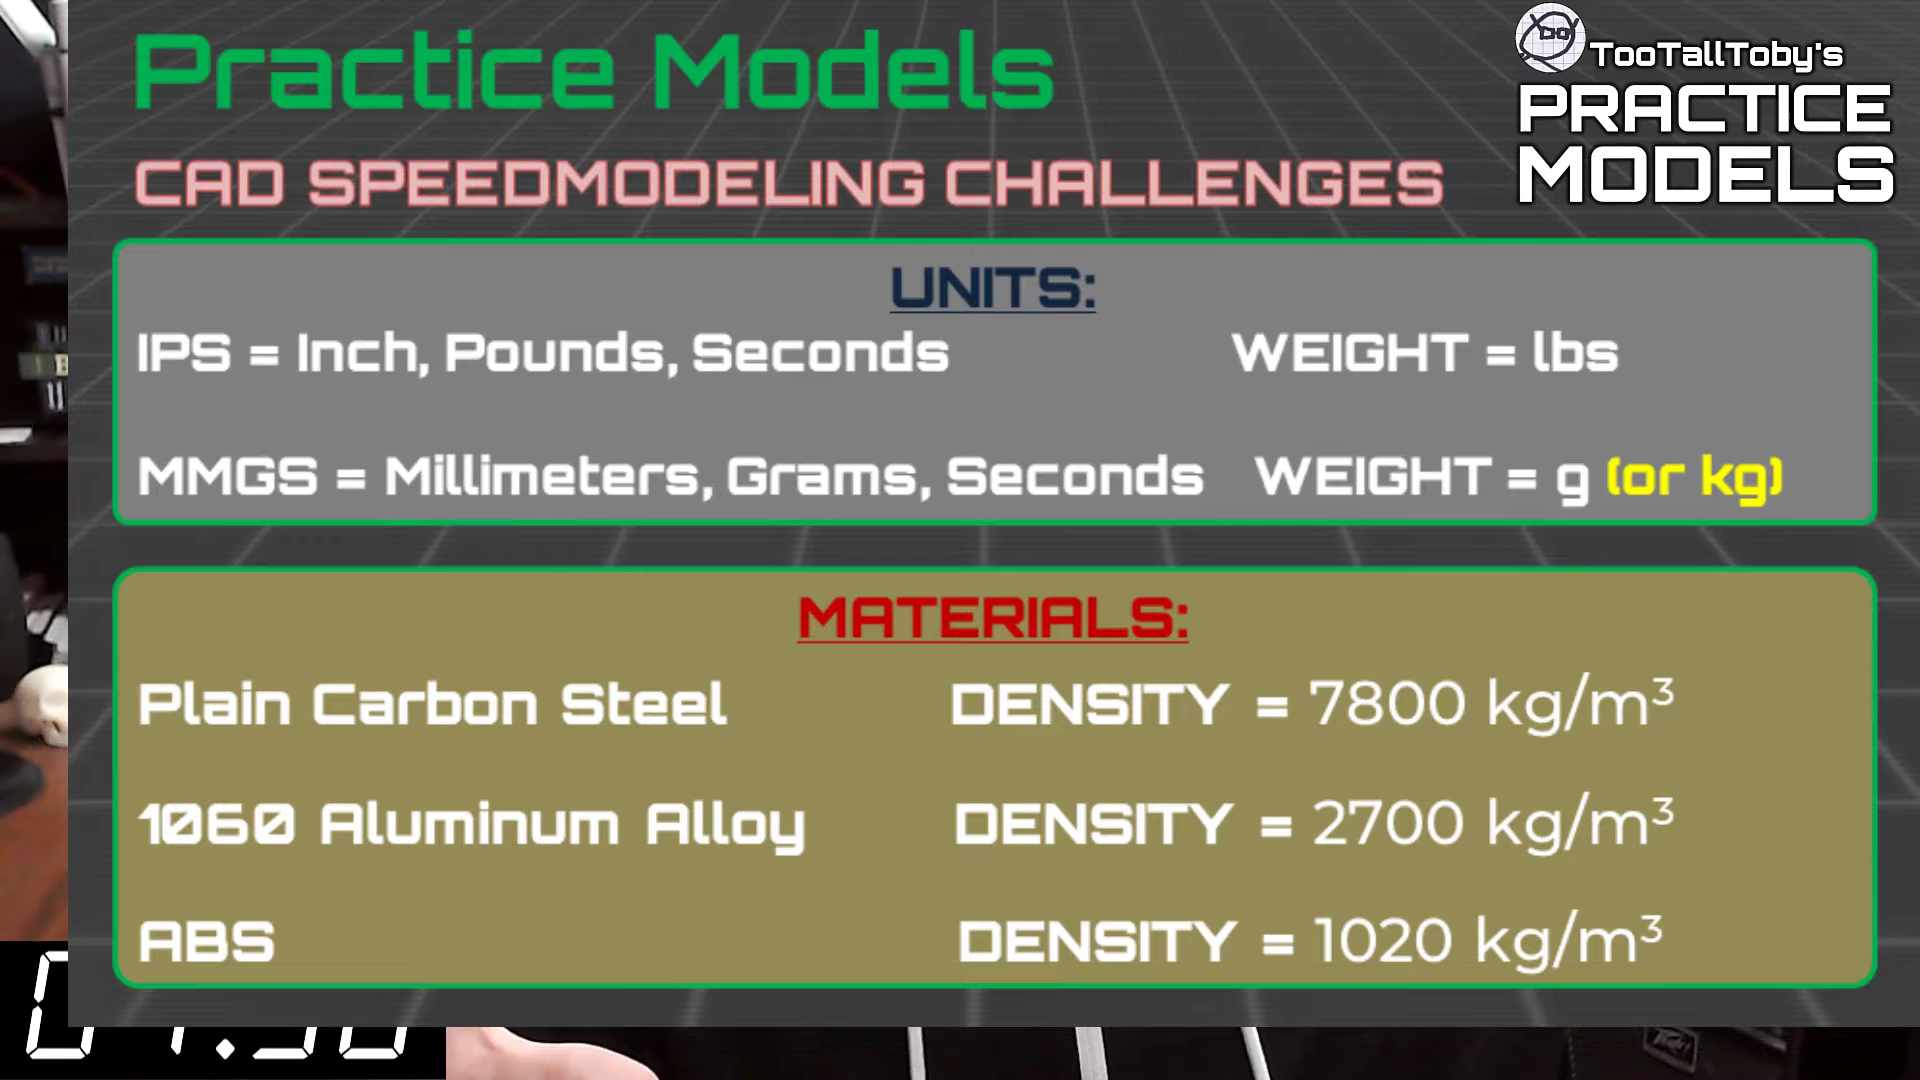 Practice Models
TooTallToby's
PRACTICE
MODELS
CAD SPEEDMODELING CHALLENGES
UNITS:
IPS = Inch, Pounds, Seconds WEIGHT = lbs
MMGS = Millimeters, Grams, Seconds WEIGHT = g (or kg)
MATERIALS:
Plain Carbon Steel DENSITY = 7800 kg/m³
1060 Aluminum Alloy DENSITY = 2700 kg/m³
ABS DENSITY = 1020 kg/m³